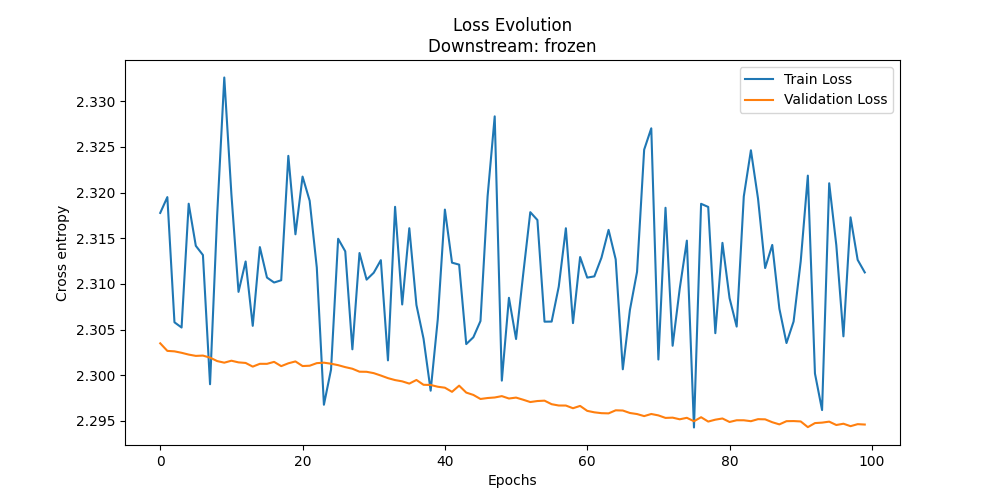 Loss Evolution
Downstream: frozen
Train Loss
Validation Loss
Cross entropy
2.330
2.325
2.320
2.315
2.310
2.305
2.300
2.295
0 20 40 60 80 100
Epochs